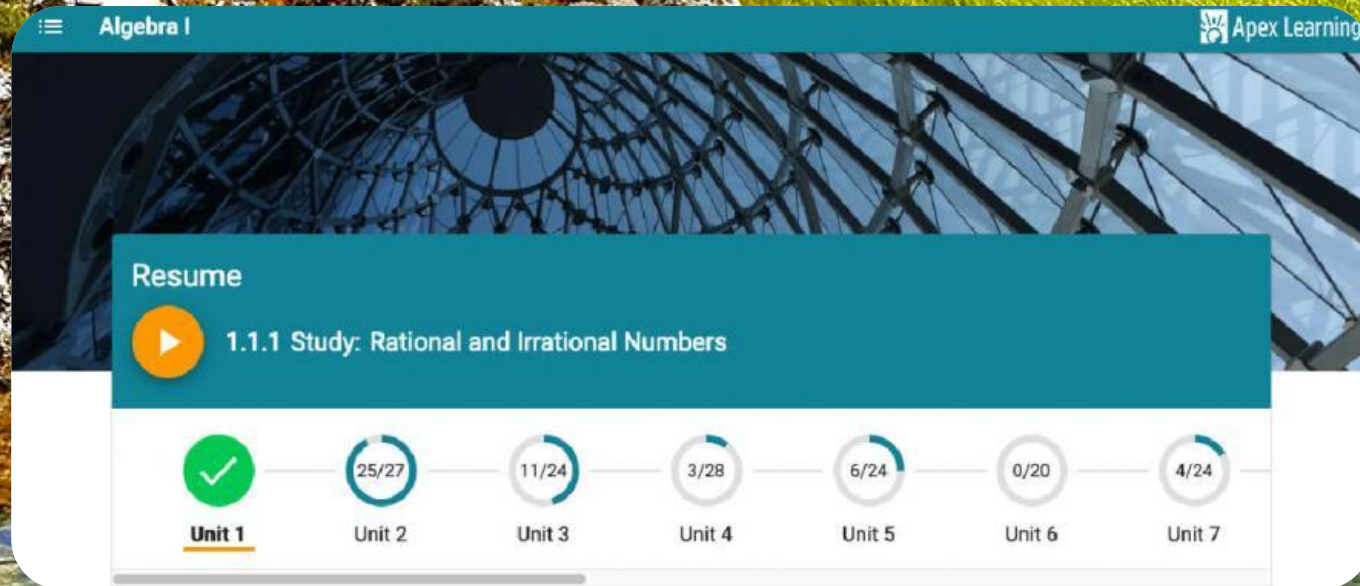 Algebra I
Apex Learning
Resume
1.1.1 Study: Rational and Irrational Numbers
25/27
11/24
3/28
6/24
0/20
4/24
Unit 1
Unit 2
Unit 3
Unit 4
Unit 5
Unit 6
Unit 7